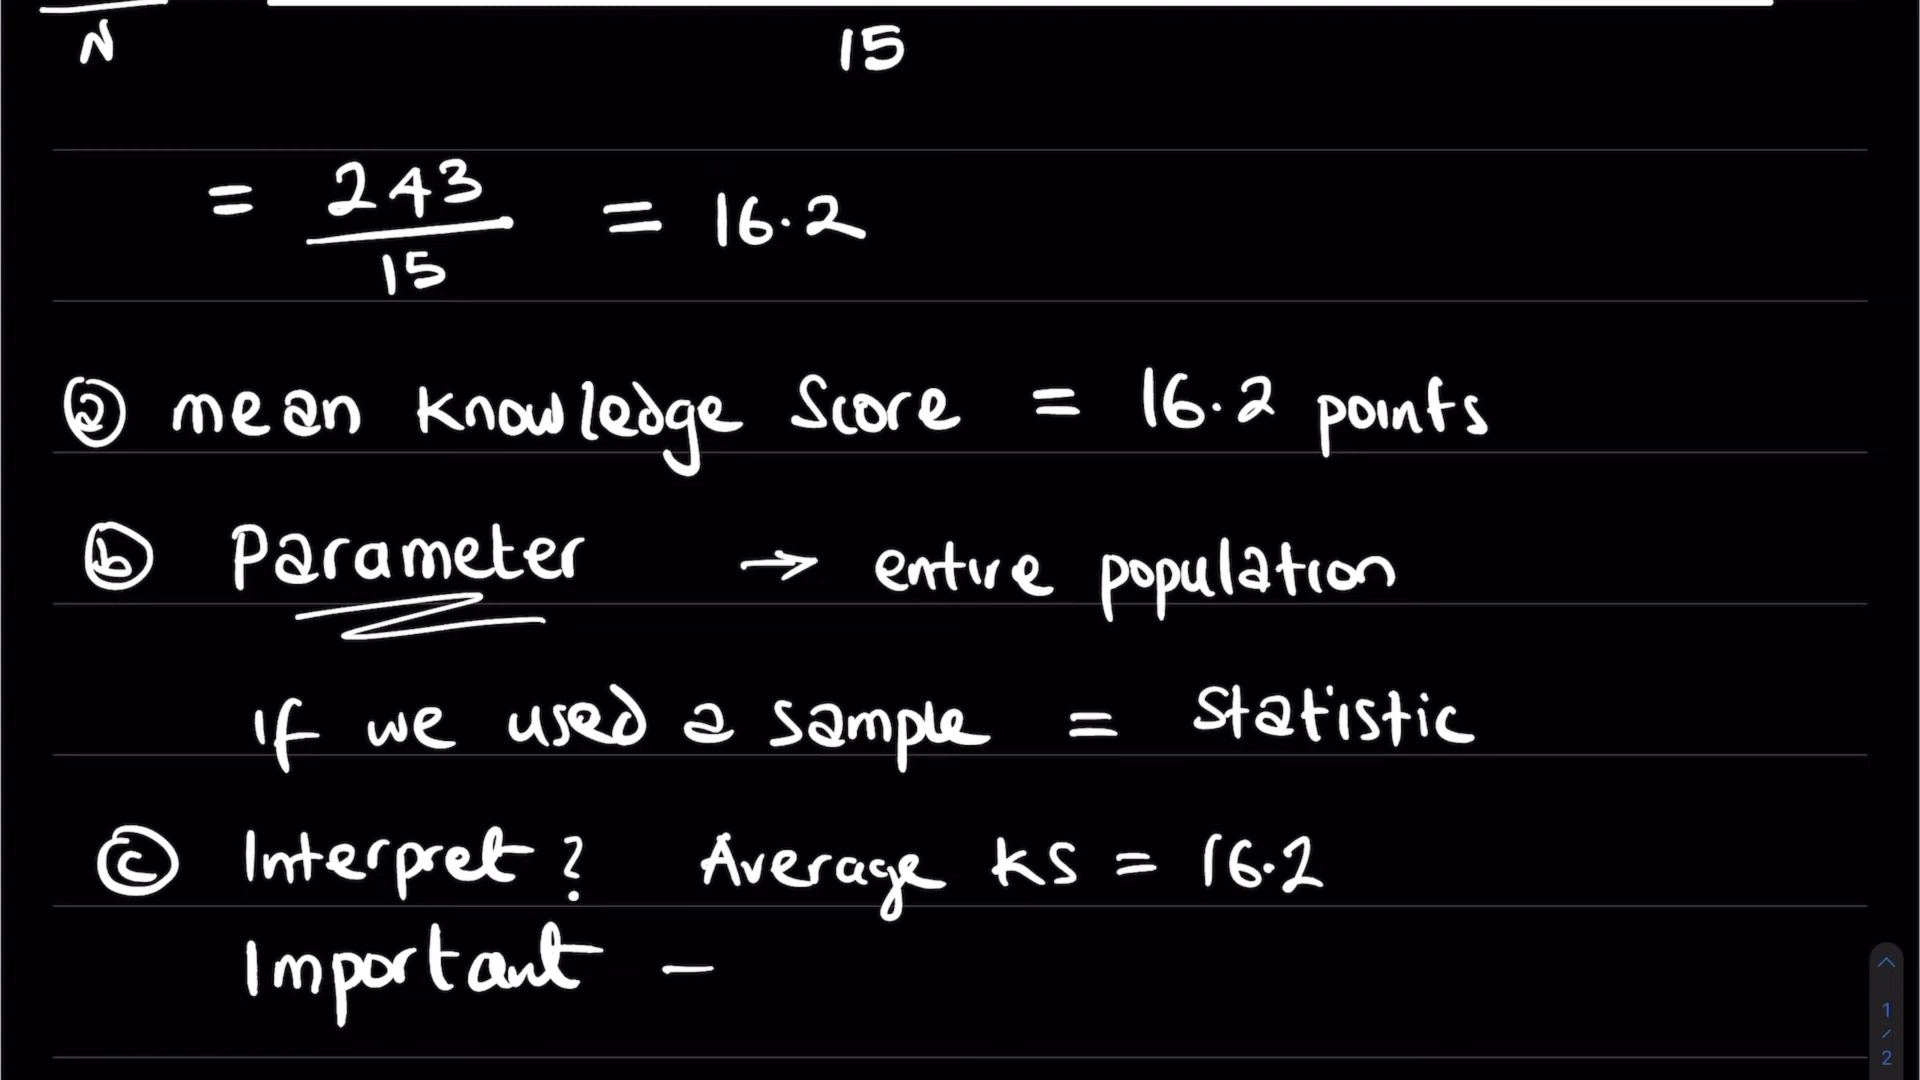 N 15
= 243/15 = 16.2
(a) mean knowledge score = 16.2 points
(b) Parameter → entire population
If we used a sample = statistic
(c) Interpret? Average KS = 16.2
Important –
1
/
2